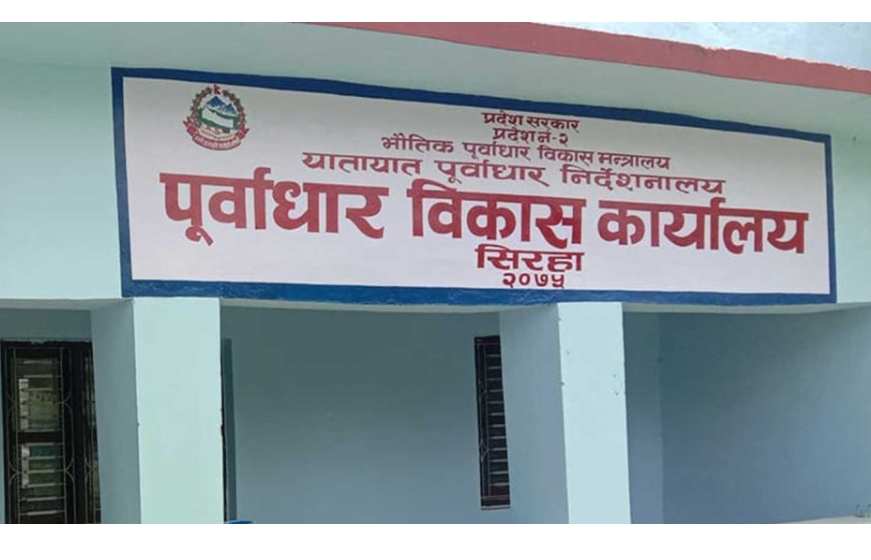 प्रदेश सरकार
प्रदेश नं-२
भौतिक पूर्वाधार विकास मन्त्रालय
यातायात पूर्वाधार निर्देशनालय
पूर्वाधार विकास कार्यालय
सिरहा
२०७५